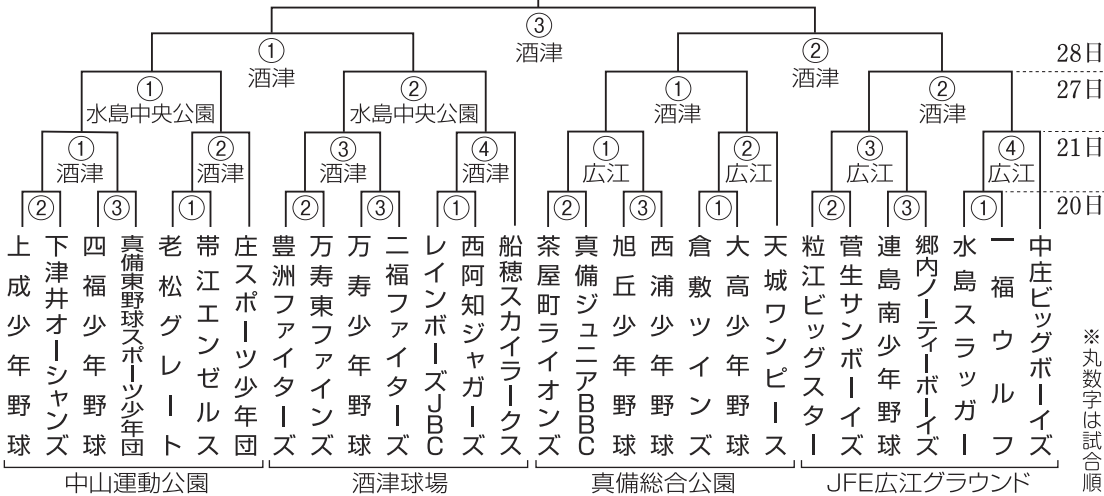 ③
酒津
① ②
酒津 酒津
28日
① ② ① ②
水島中央公園 水島中央公園 酒津 酒津
27日
① ② ③ ④ ① ② ③ ④
酒津 酒津 酒津 酒津 広江 広江 広江 広江
21日
② ③ ① ② ③ ① ② ③ ① ② ③ ①
20日
上成少年野球
下津井オーシャンズ
四福少年野球
真備東野球スポーツ少年団
老松グレート
帯江エンゼルス
庄スポーツ少年団
豊洲ファイターズ
万寿東ファインズ
万寿少年野球
二福ファイターズ
レインボーズJBC
西阿知ジャガーズ
船穂スカイラークス
茶屋町ライオンズ
真備ジュニアBBC
旭丘少年野球
西浦少年野球
倉敷ツインズ
大高少年野球
天城ワンピース
粒江ビッグスター
菅生サンボーイズ
連島南少年野球
郷内ノーティーボーイズ
水島スラッガー
一福ウルフ
中庄ビッグボーイズ
※丸数字は試合順
中山運動公園 酒津球場 真備総合公園 JFE広江グラウンド